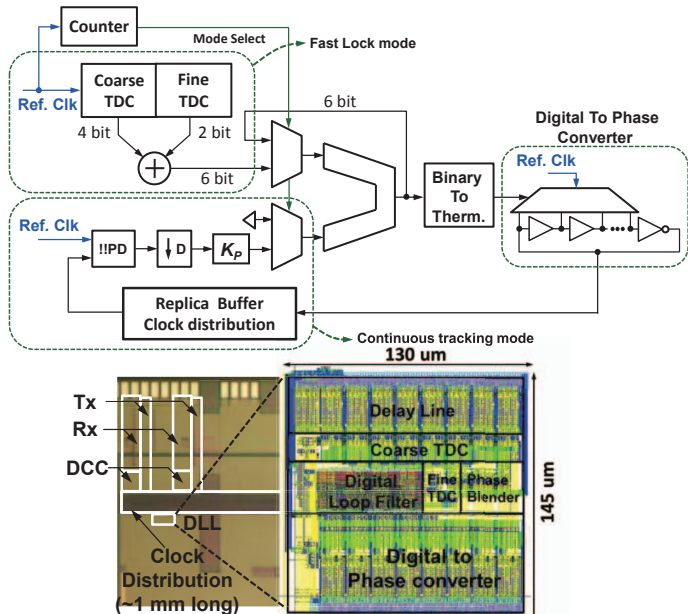 Counter
Mode Select
Fast Lock mode
Coarse
TDC
Fine
TDC
Ref. Clk
4 bit
2 bit
+
6 bit
6 bit
Digital To Phase
Converter
Ref. Clk
Binary
To
Therm.
Ref. Clk
!!PD
↓ D
KP
Replica Buffer
Clock distribution
Continuous tracking mode
130 um
Tx
Rx
DCC
DLL
Clock
Distribution
(~1 mm long)
Delay Line
Coarse TDC
Digital
Loop Filter
Fine
TDC
Phase
Blender
Digital to
Phase converter
145 um